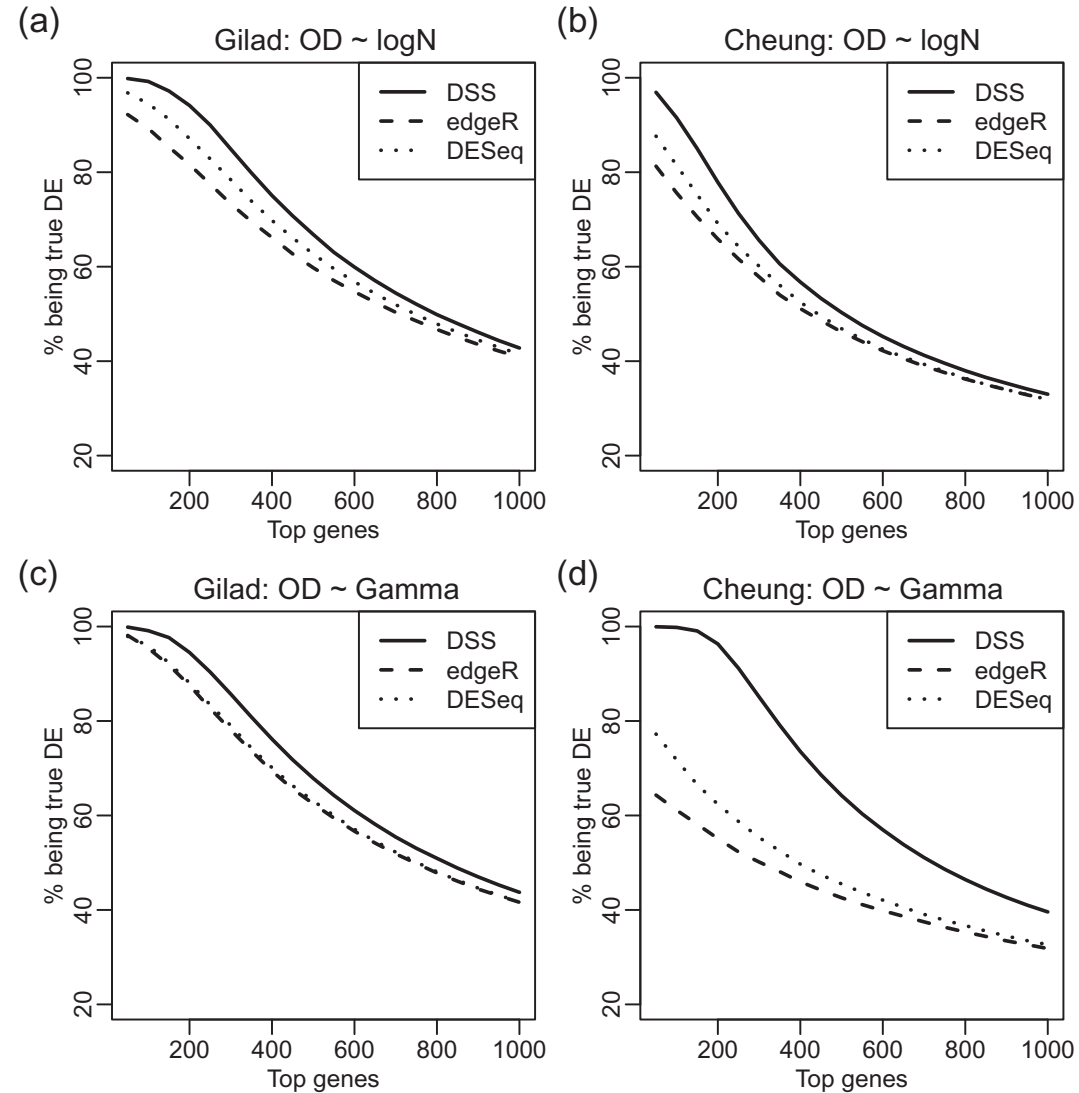 (a)
Gilad: OD ~ logN
% being true DE
100
80
60
40
20
DSS
edgeR
DESeq
200 400 600 800 1000
Top genes
(b)
Cheung: OD ~ logN
% being true DE
100
80
60
40
20
DSS
edgeR
DESeq
200 400 600 800 1000
Top genes
(c)
Gilad: OD ~ Gamma
% being true DE
100
80
60
40
20
DSS
edgeR
DESeq
200 400 600 800 1000
Top genes
(d)
Cheung: OD ~ Gamma
% being true DE
100
80
60
40
20
DSS
edgeR
DESeq
200 400 600 800 1000
Top genes